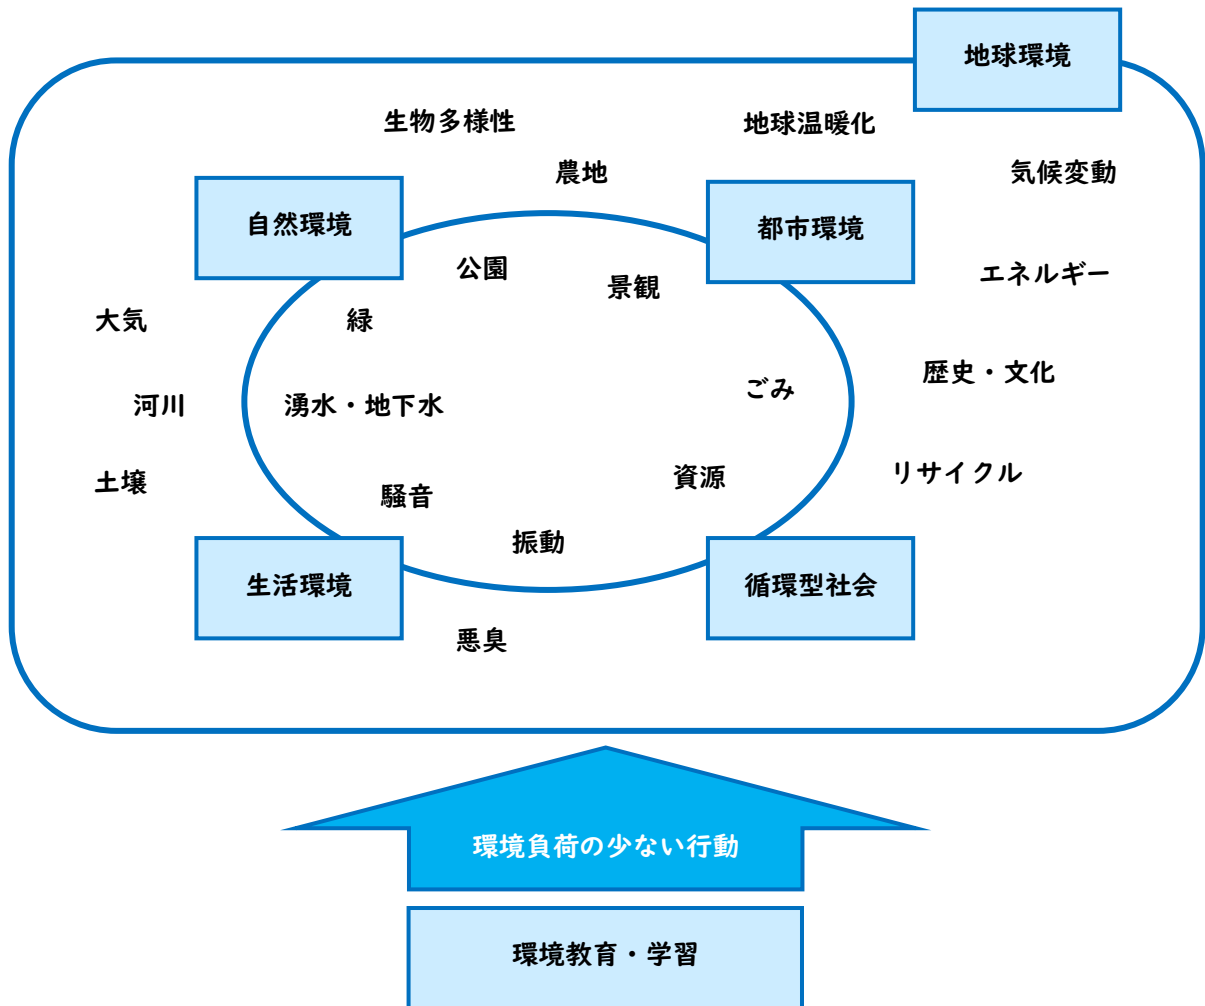 地球環境
生物多様性
地球温暖化
農地
気候変動
自然環境
都市環境
公園
景観
エネルギー
大気
緑
歴史・文化
ごみ
河川
湧水・地下水
リサイクル
資源
土壌
騒音
振動
生活環境
循環型社会
悪臭
環境負荷の少ない行動
環境教育・学習